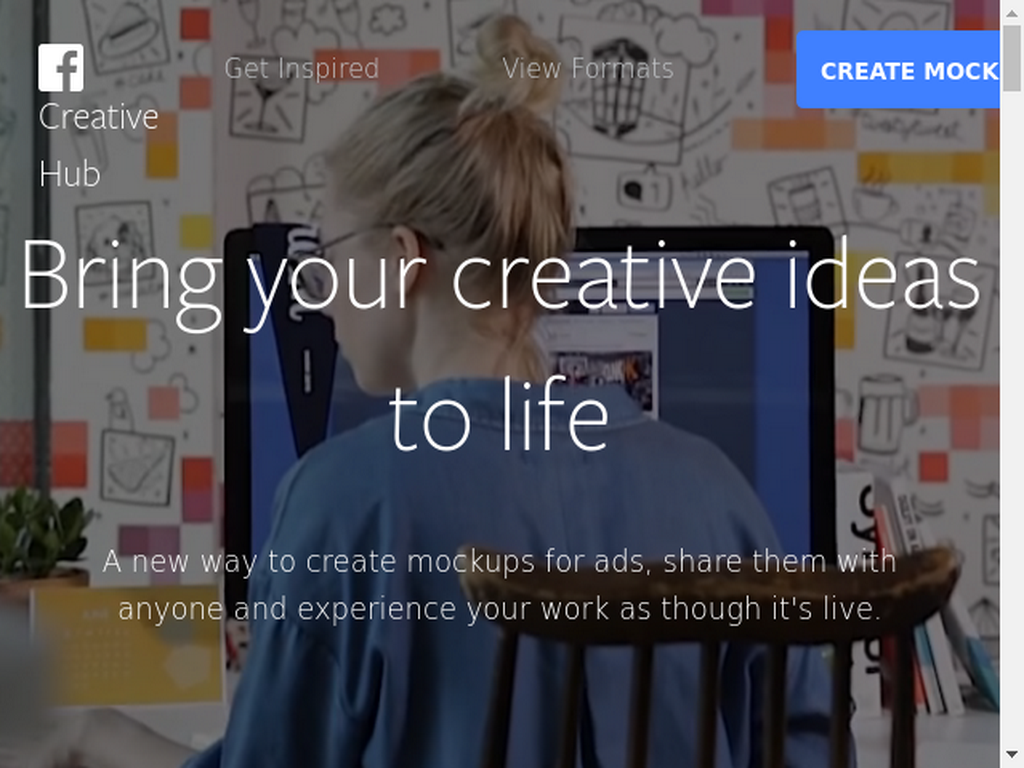 Get Inspired
View Formats
CREATE MOCK
Creative
Hub
Bring your creative ideas
to life
A new way to create mockups for ads, share them with
anyone and experience your work as though it's live.
hello